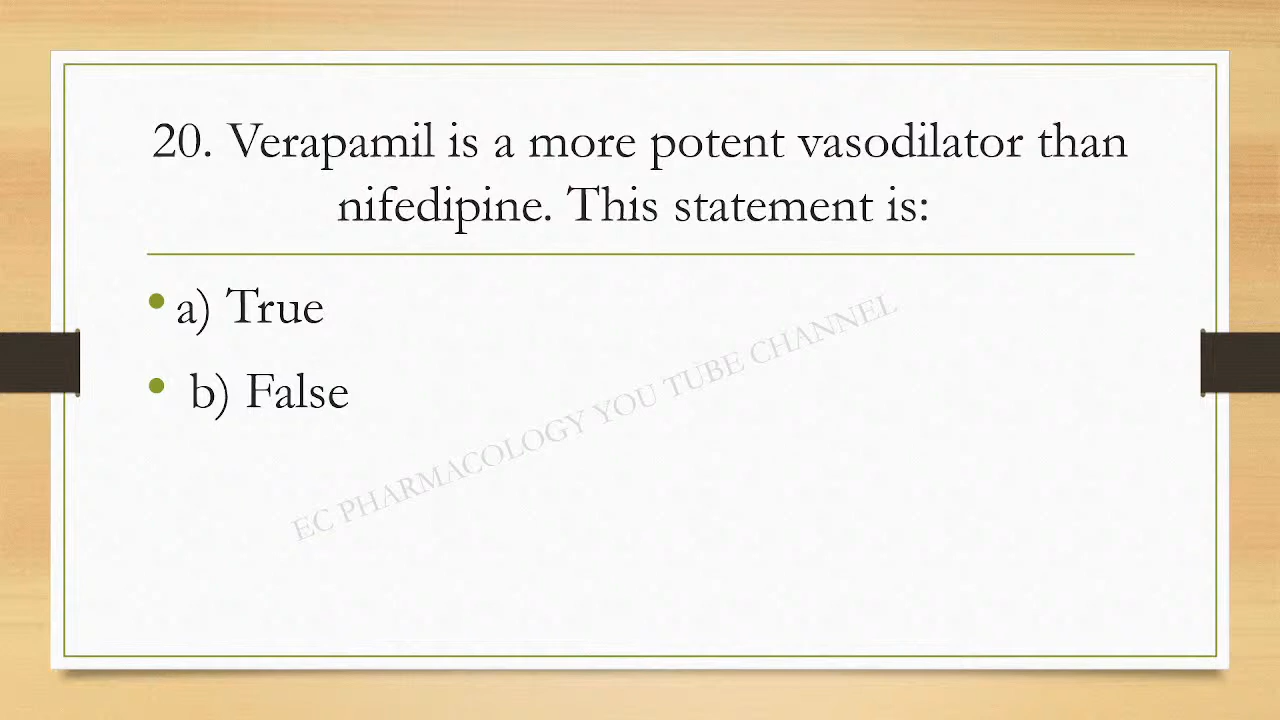 20. Verapamil is a more potent vasodilator than
nifedipine. This statement is:
• a) True
• b) False
EC PHARMACOLOGY YOU TUBE CHANNEL